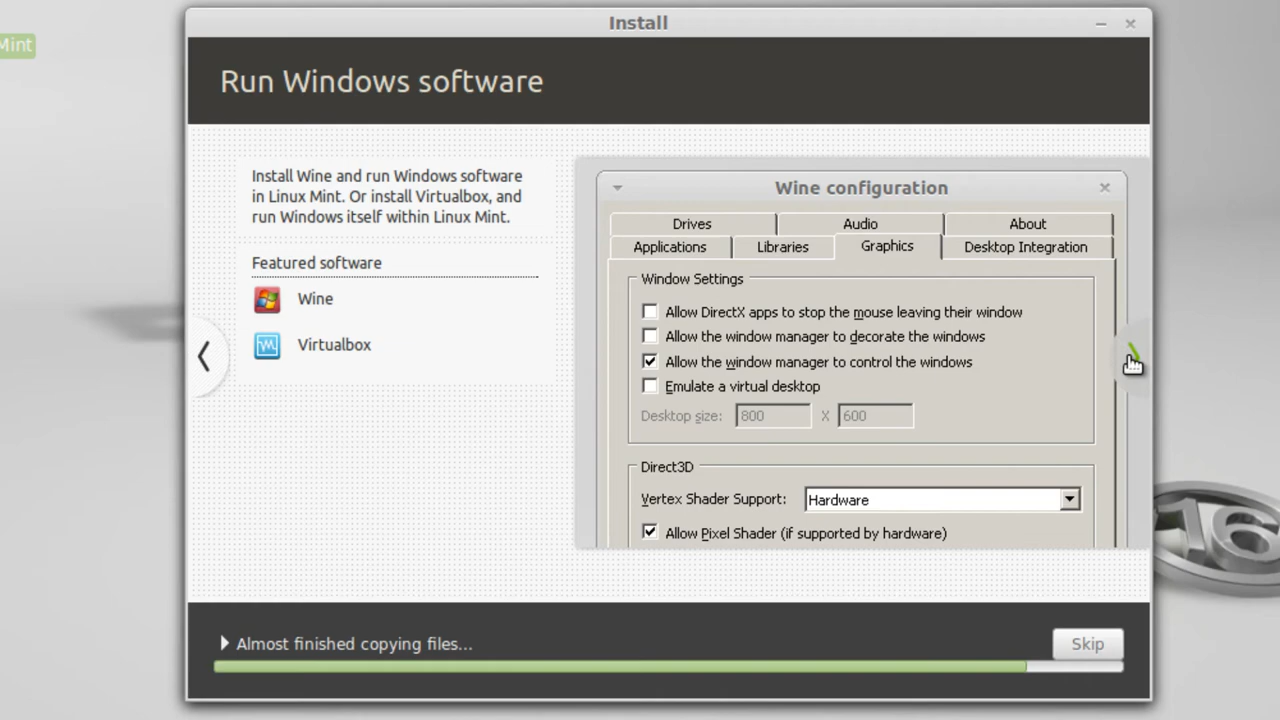 Install
Mint
Run Windows software
Install Wine and run Windows software
in Linux Mint. Or install Virtualbox, and
run Windows itself within Linux Mint.
Featured software
Wine
Virtualbox
Wine configuration
Drives Audio About
Applications Libraries Graphics Desktop Integration
Window Settings
Allow DirectX apps to stop the mouse leaving their window
Allow the window manager to decorate the windows
Allow the window manager to control the windows
Emulate a virtual desktop
Desktop size: 800 X 600
Direct3D
Vertex Shader Support: Hardware
Allow Pixel Shader (if supported by hardware)
16
Almost finished copying files...
Skip